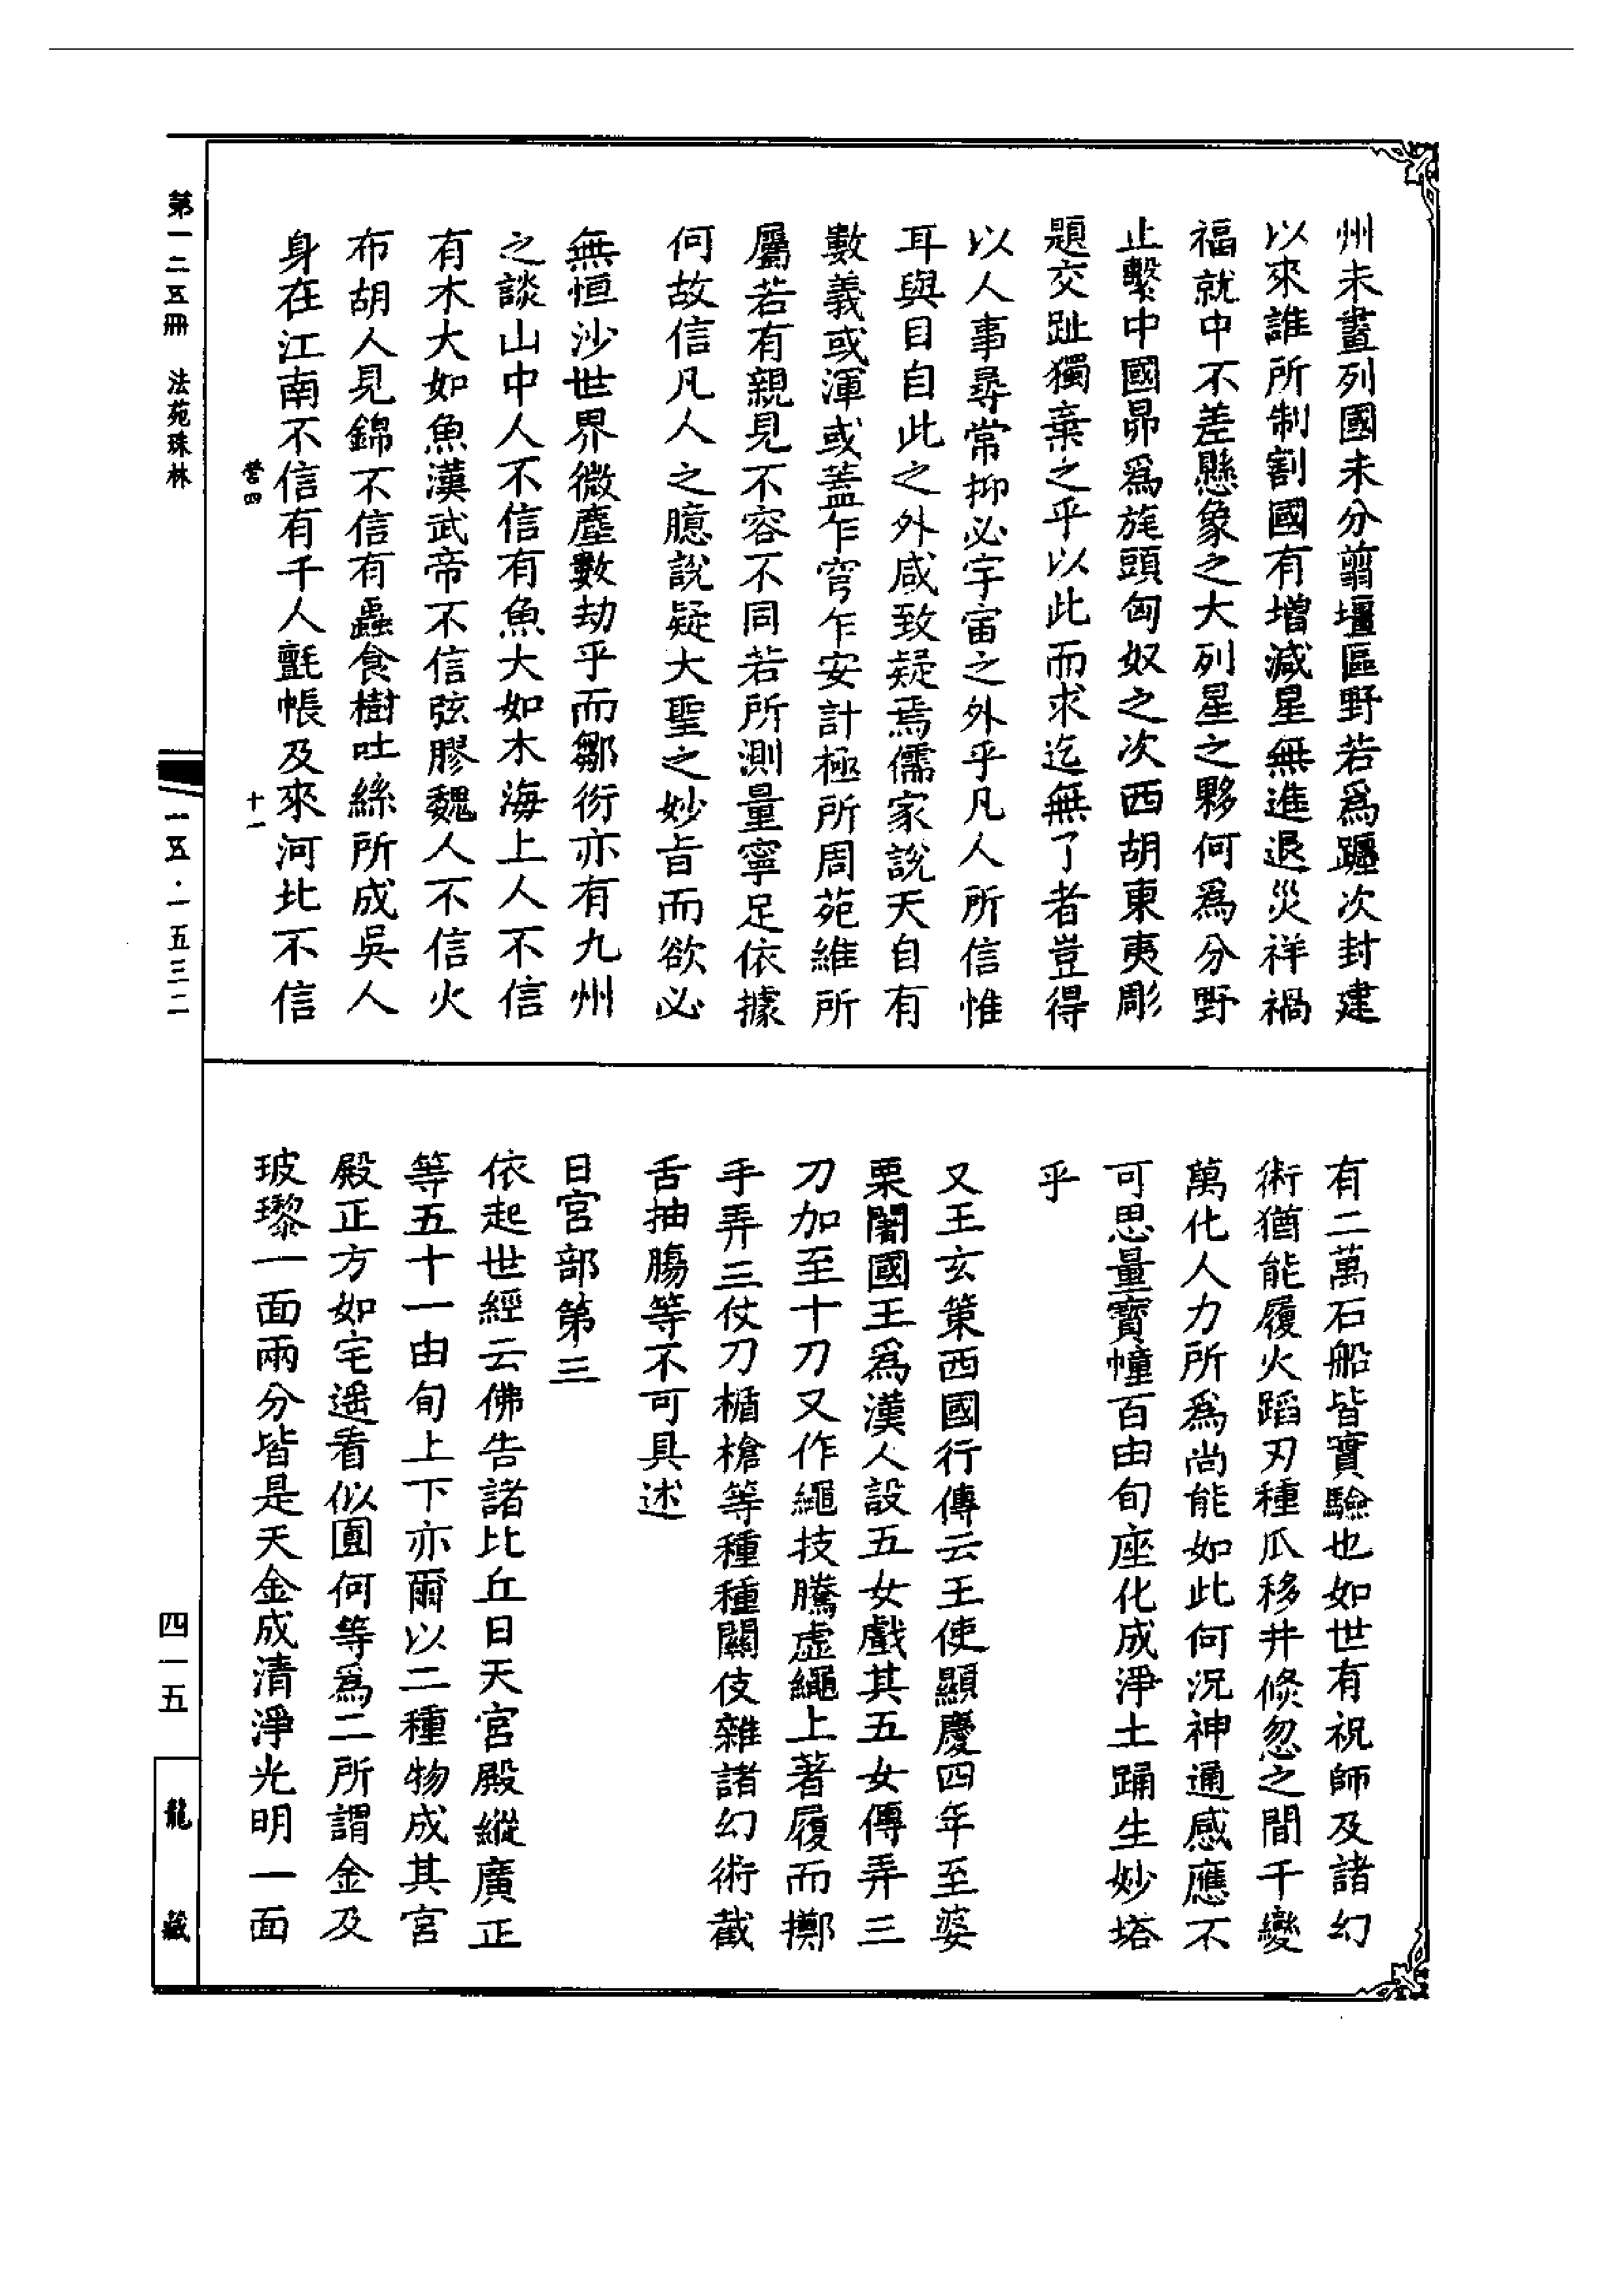 州未畫列國未分翦壃區野若爲躔次封建
以來誰所制割國有增減星無進退災祥禍
福就中不差懸象之大列星之夥何爲分野
止繫中國昴爲旄頭匈奴之次西胡東夷彫
題交趾獨棄之乎以此而求迄無了者豈得
以人事尋常抑必宇宙之外乎凡人所信惟
耳與目自此之外咸致疑焉儒家說天自有
數義或渾或蓋乍穹乍安計極所周苑維所
屬若有親見不容不同若所測量寧足依據
何故信凡人之臆說疑大聖之妙旨而欲必
無恒沙世界微塵數劫乎而鄒衍亦有九州
之談山中人不信有魚大如木海上人不信
有木大如魚漢武帝不信弦膠魏人不信火
布胡人見錦不信有蟲食樹吐絲所成吳人
身在江南不信有千人氈帳及來河北不信
營四 十一
有二萬石船皆實驗也如世有祝師及諸幻
術猶能履火蹈刃種瓜移井倐忽之間千變
萬化人力所爲尚能如此何況神通感應不
可思量寶幢百由旬座化成淨土踊生妙塔
乎
又王玄策西國行傳云王使顯慶四年至婆
栗闍國王爲漢人設五女戲其五女傳弄三
刀加至十刀又作繩技騰虛繩上著履而擲
手弄三仗刀楯槍等種種關伎雜諸幻術截
舌抽腸等不可具述
日宮部第三
依起世經云佛告諸比丘日天宮殿縱廣正
等五十一由旬上下亦爾以二種物成其宮
殿正方如宅遥看似圓何等爲二所謂金及
玻瓈一面兩分皆是天金成清淨光明一面
第一二五冊 法苑珠林
一五·一五三二
四一五
龍藏